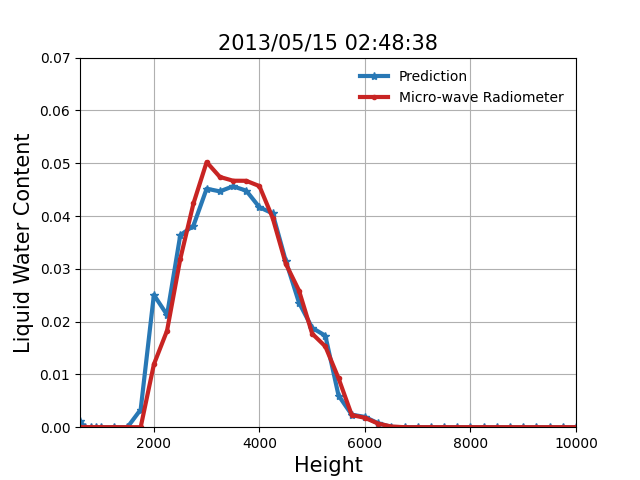 2013/05/15 02:48:38
0.07
0.06
0.05
0.04
0.03
0.02
0.01
0.00
Liquid Water Content
Prediction
Micro-wave Radiometer
2000 4000 6000 8000 10000
Height